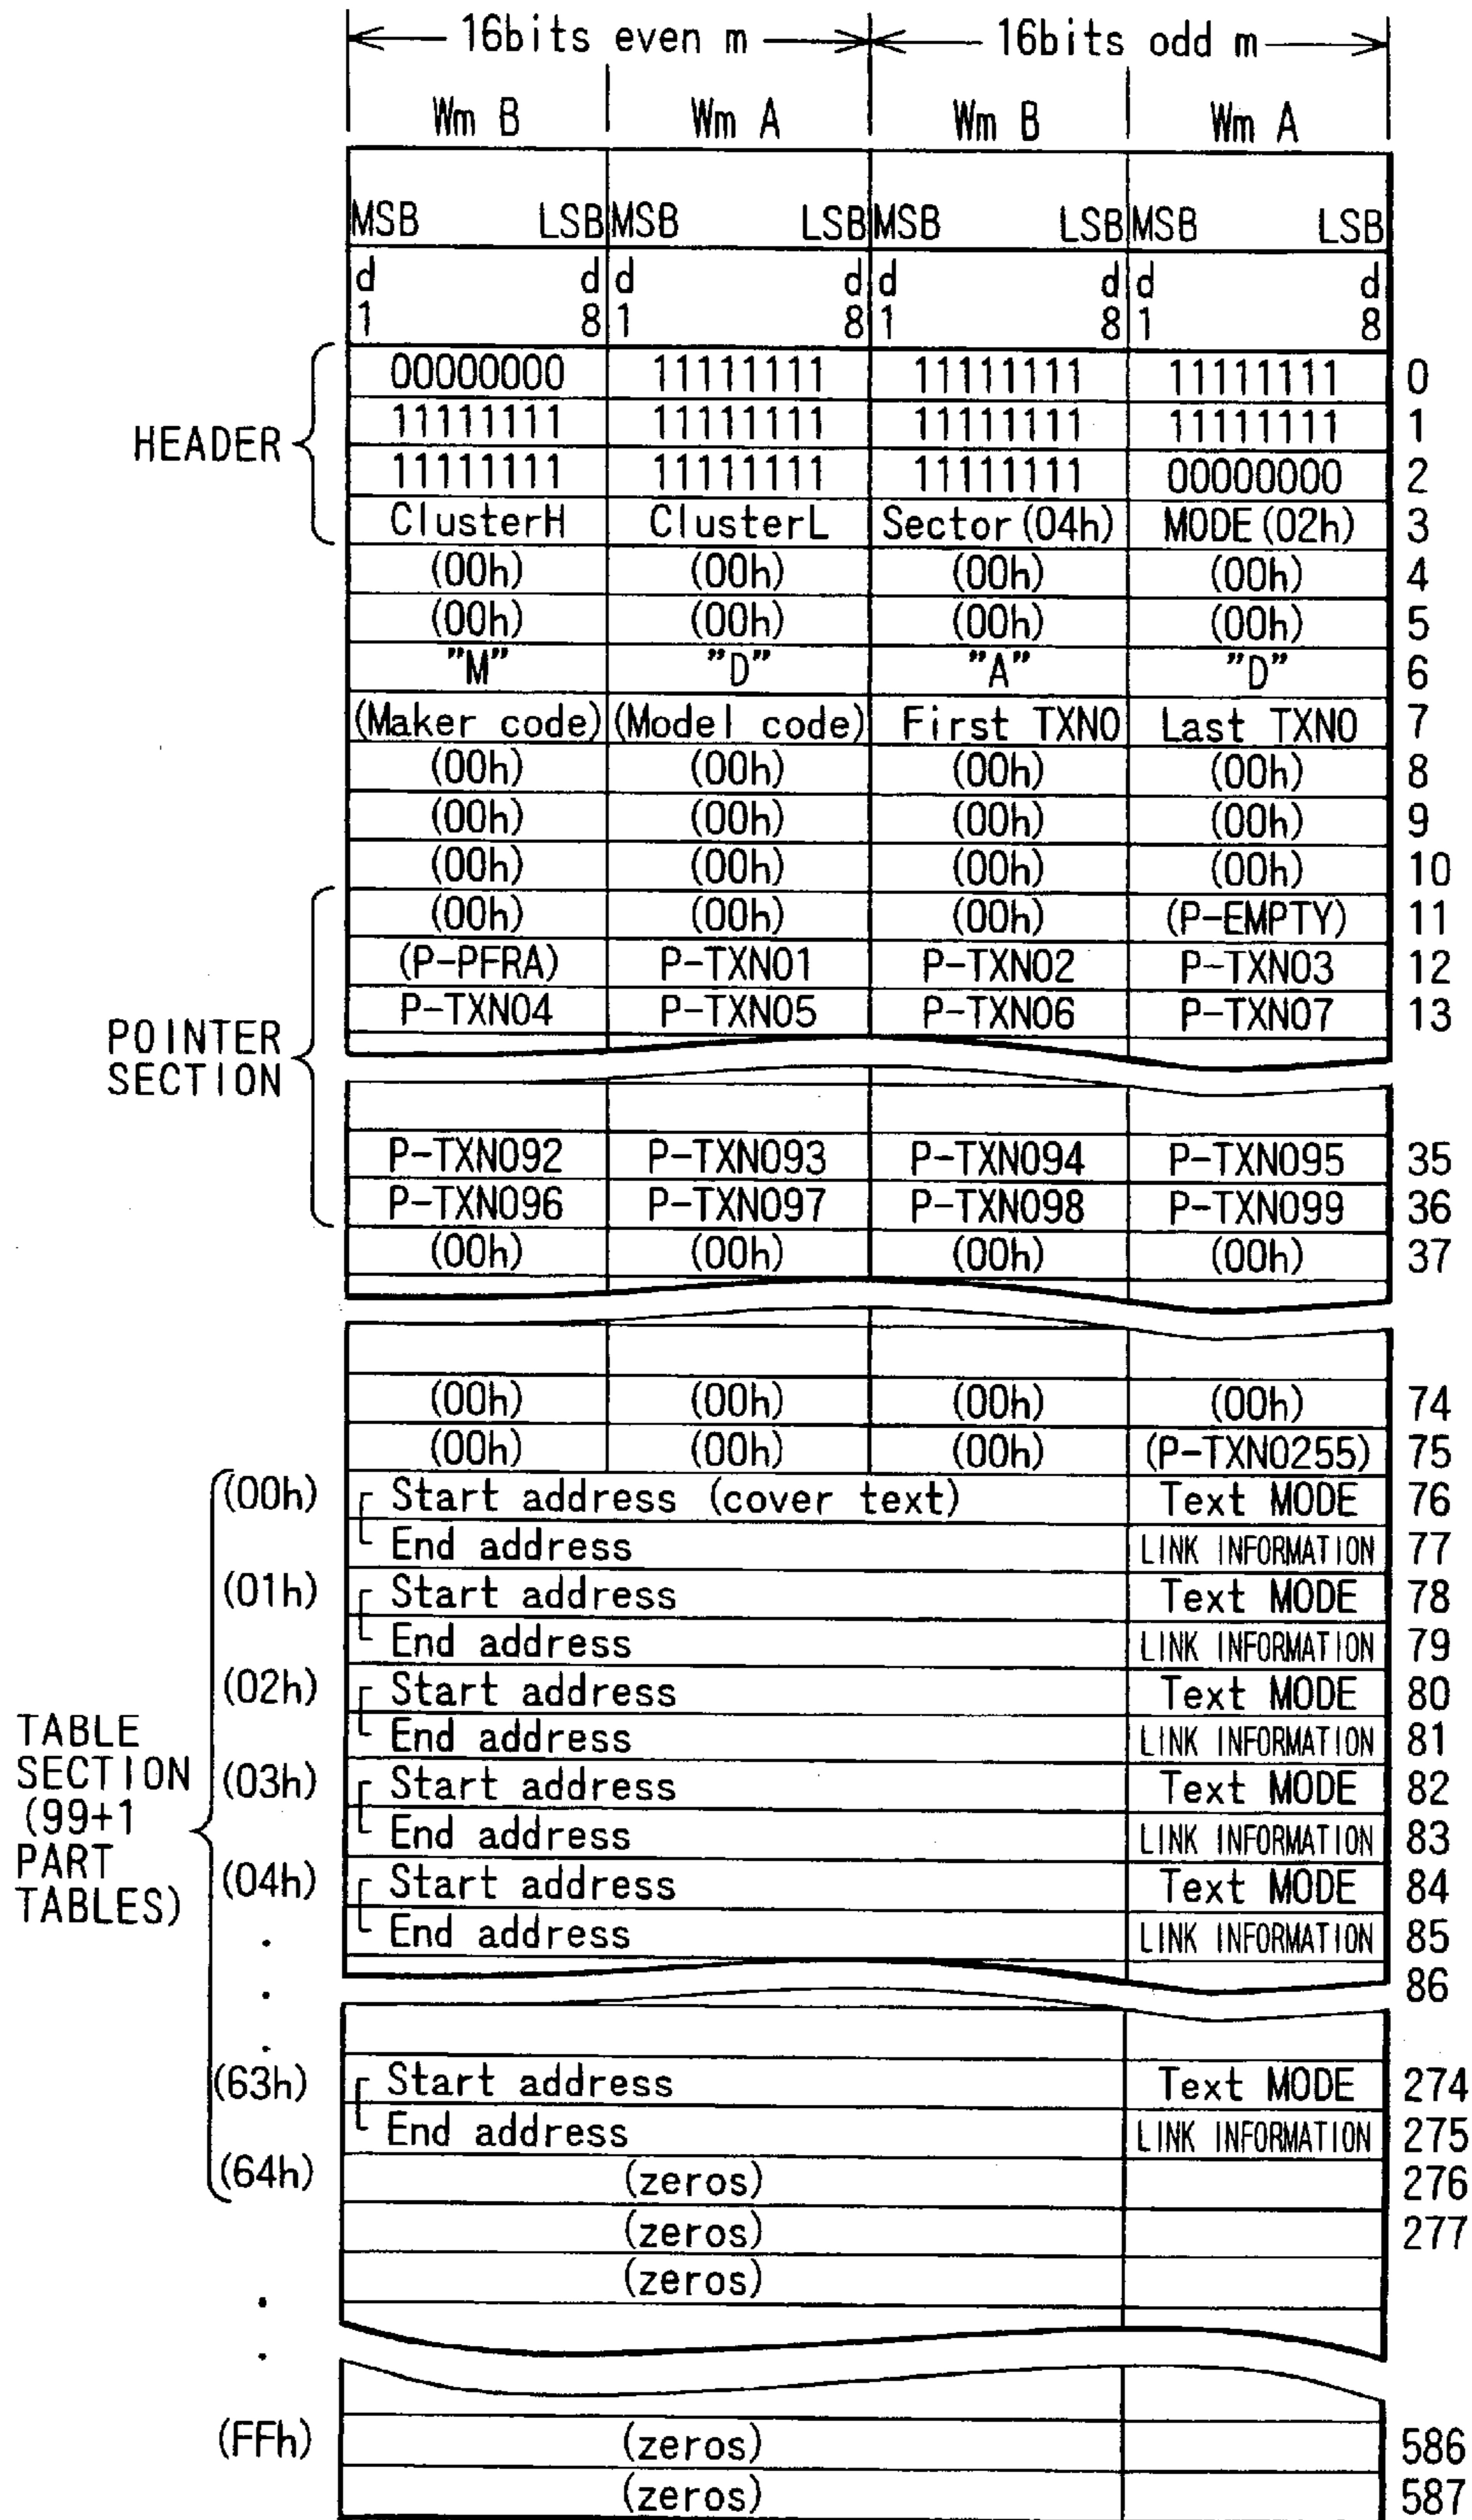 16bits even m 16bits odd m
Wm B Wm A Wm B Wm A
MSB LSB MSB LSB MSB LSB MSB LSB
d d d d d d d d
1 8 1 8 1 8 1 8
00000000 11111111 11111111 11111111 0
HEADER 11111111 11111111 11111111 11111111 1
11111111 11111111 11111111 00000000 2
ClusterH ClusterL Sector (04h) MODE (02h) 3
(00h) (00h) (00h) (00h) 4
(00h) (00h) (00h) (00h) 5
"M" "D" "A" "D" 6
(Maker code) (Model code) First TXNO Last TXNO 7
(00h) (00h) (00h) (00h) 8
(00h) (00h) (00h) (00h) 9
(00h) (00h) (00h) (00h) 10
(00h) (00h) (00h) (P-EMPTY) 11
(P-PFRA) P-TXNO1 P-TXNO2 P-TXNO3 12
P-TXNO4 P-TXNO5 P-TXNO6 P-TXNO7 13
POINTER
SECTION
P-TXNO92 P-TXNO93 P-TXNO94 P-TXNO95 35
P-TXNO96 P-TXNO97 P-TXNO98 P-TXNO99 36
(00h) (00h) (00h) (00h) 37
(00h) (00h) (00h) (00h) 74
(00h) (00h) (00h) (P-TXNO255) 75
(00h) Start address (cover text) Text MODE 76
End address LINK INFORMATION 77
(01h) Start address Text MODE 78
End address LINK INFORMATION 79
(02h) Start address Text MODE 80
End address LINK INFORMATION 81
(03h) Start address Text MODE 82
End address LINK INFORMATION 83
(04h) Start address Text MODE 84
End address LINK INFORMATION 85
86
TABLE
SECTION
(99+1
PART
TABLES)
(63h) Start address Text MODE 274
End address LINK INFORMATION 275
(64h) (zeros) 276
(zeros) 277
(zeros)
(FFh) (zeros) 586
(zeros) 587